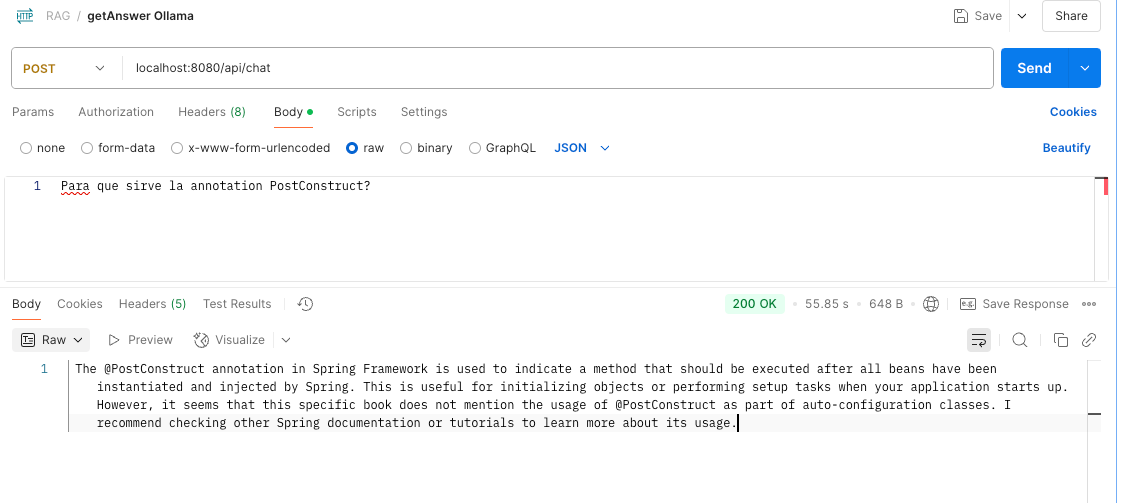 HTTP RAG / getAnswer Ollama Save Share
POST localhost:8080/api/chat Send
Params Authorization Headers (8) Body Scripts Settings Cookies
none form-data x-www-form-urlencoded raw binary GraphQL JSON Beautify
1 Para que sirve la annotation PostConstruct?
Body Cookies Headers (5) Test Results 200 OK • 55.85 s • 648 B • e.g. Save Response
Raw Preview Visualize
1 The @PostConstruct annotation in Spring Framework is used to indicate a method that should be executed after all beans have been
instantiated and injected by Spring. This is useful for initializing objects or performing setup tasks when your application starts up.
However, it seems that this specific book does not mention the usage of @PostConstruct as part of auto-configuration classes. I
recommend checking other Spring documentation or tutorials to learn more about its usage.